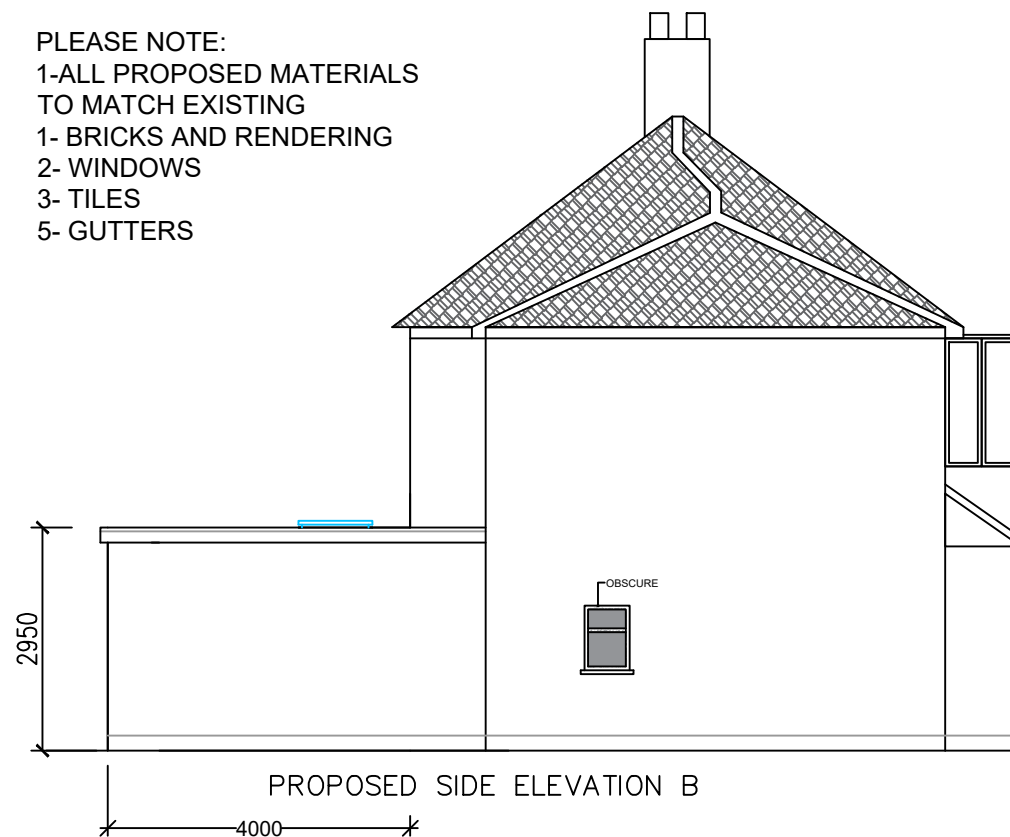 PLEASE NOTE:
1-ALL PROPOSED MATERIALS
TO MATCH EXISTING
1- BRICKS AND RENDERING
2- WINDOWS
3- TILES
5- GUTTERS
OBSCURE
2950
PROPOSED SIDE ELEVATION B
4000